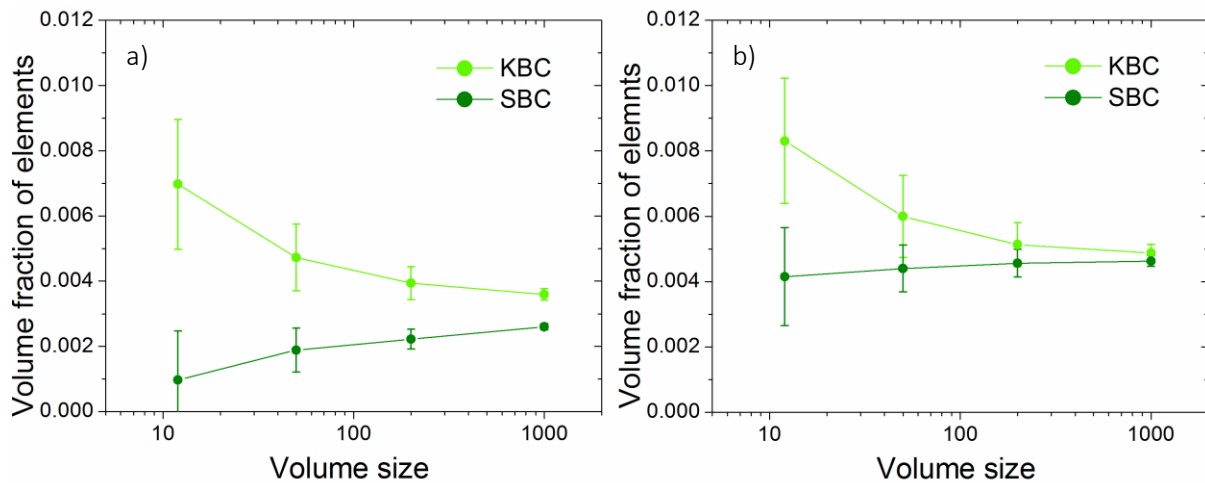 a)
KBC
SBC
Volume fraction of elements
0.012
0.010
0.008
0.006
0.004
0.002
0.000
10
100
1000
Volume size
b)
KBC
SBC
Volume fraction of elemnts
0.012
0.010
0.008
0.006
0.004
0.002
0.000
10
100
1000
Volume size